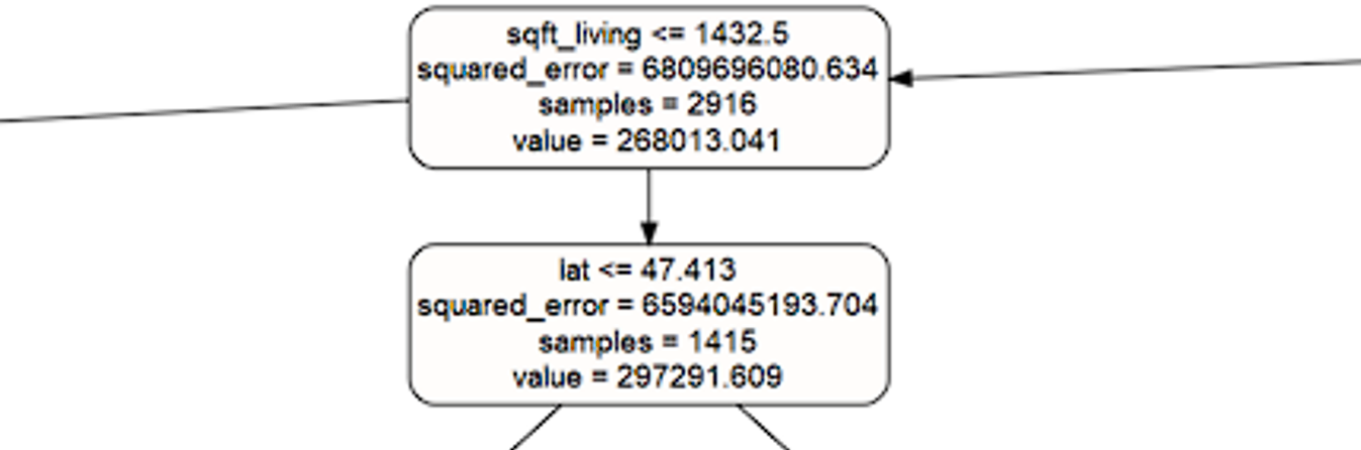 sqft_living <= 1432.5
squared_error = 6809696080.634
samples = 2916
value = 268013.041
lat <= 47.413
squared_error = 6594045193.704
samples = 1415
value = 297291.609